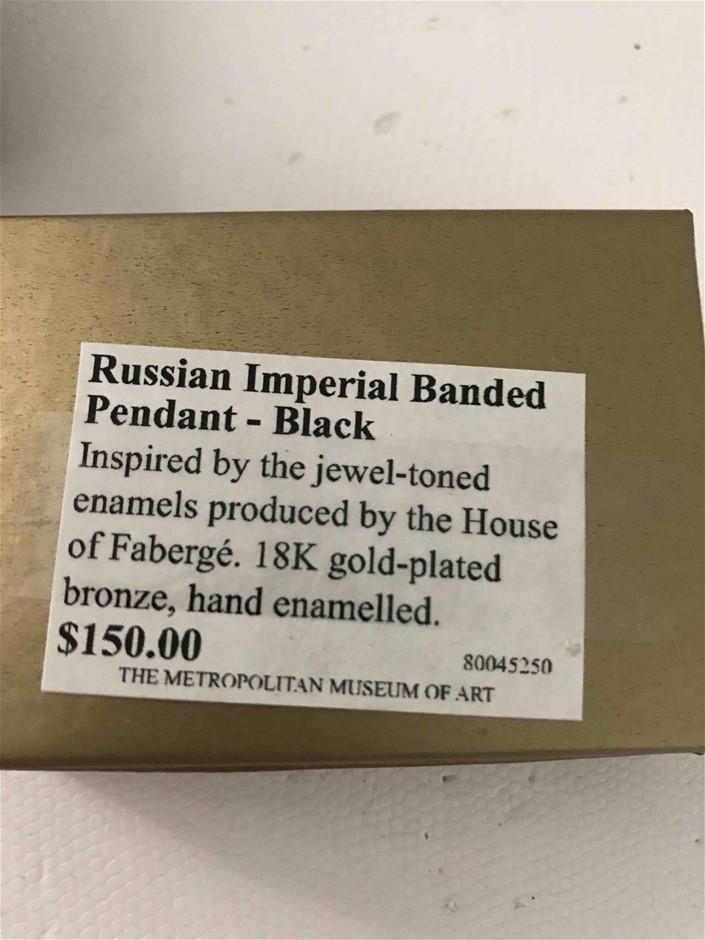 Russian Imperial Banded
Pendant - Black
Inspired by the jewel-toned
enamels produced by the House
of Fabergé. 18K gold-plated
bronze, hand enamelled.
$150.00
80045250
THE METROPOLITAN MUSEUM OF ART